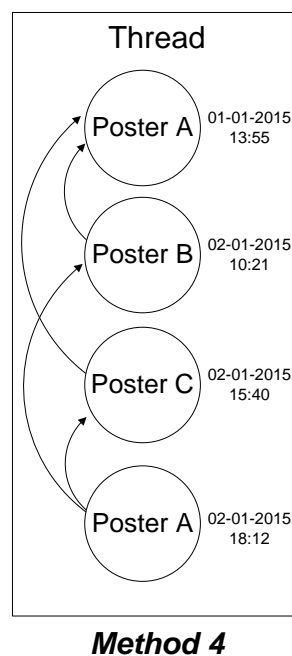 Thread
Poster A
01-01-2015
13:55
Poster B
02-01-2015
10:21
Poster C
02-01-2015
15:40
Poster A
02-01-2015
18:12
Method 4